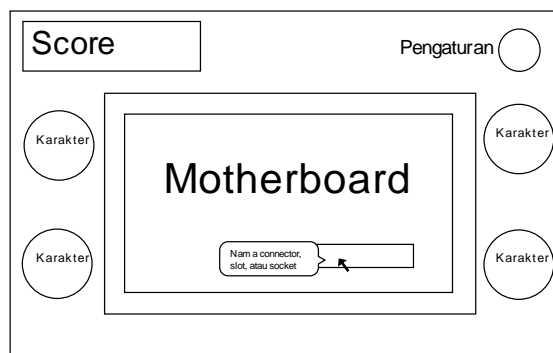 Score
Pengaturan
Karakter
Karakter
Motherboard
Nam a connector,
slot, atau socket
Karakter
Karakter